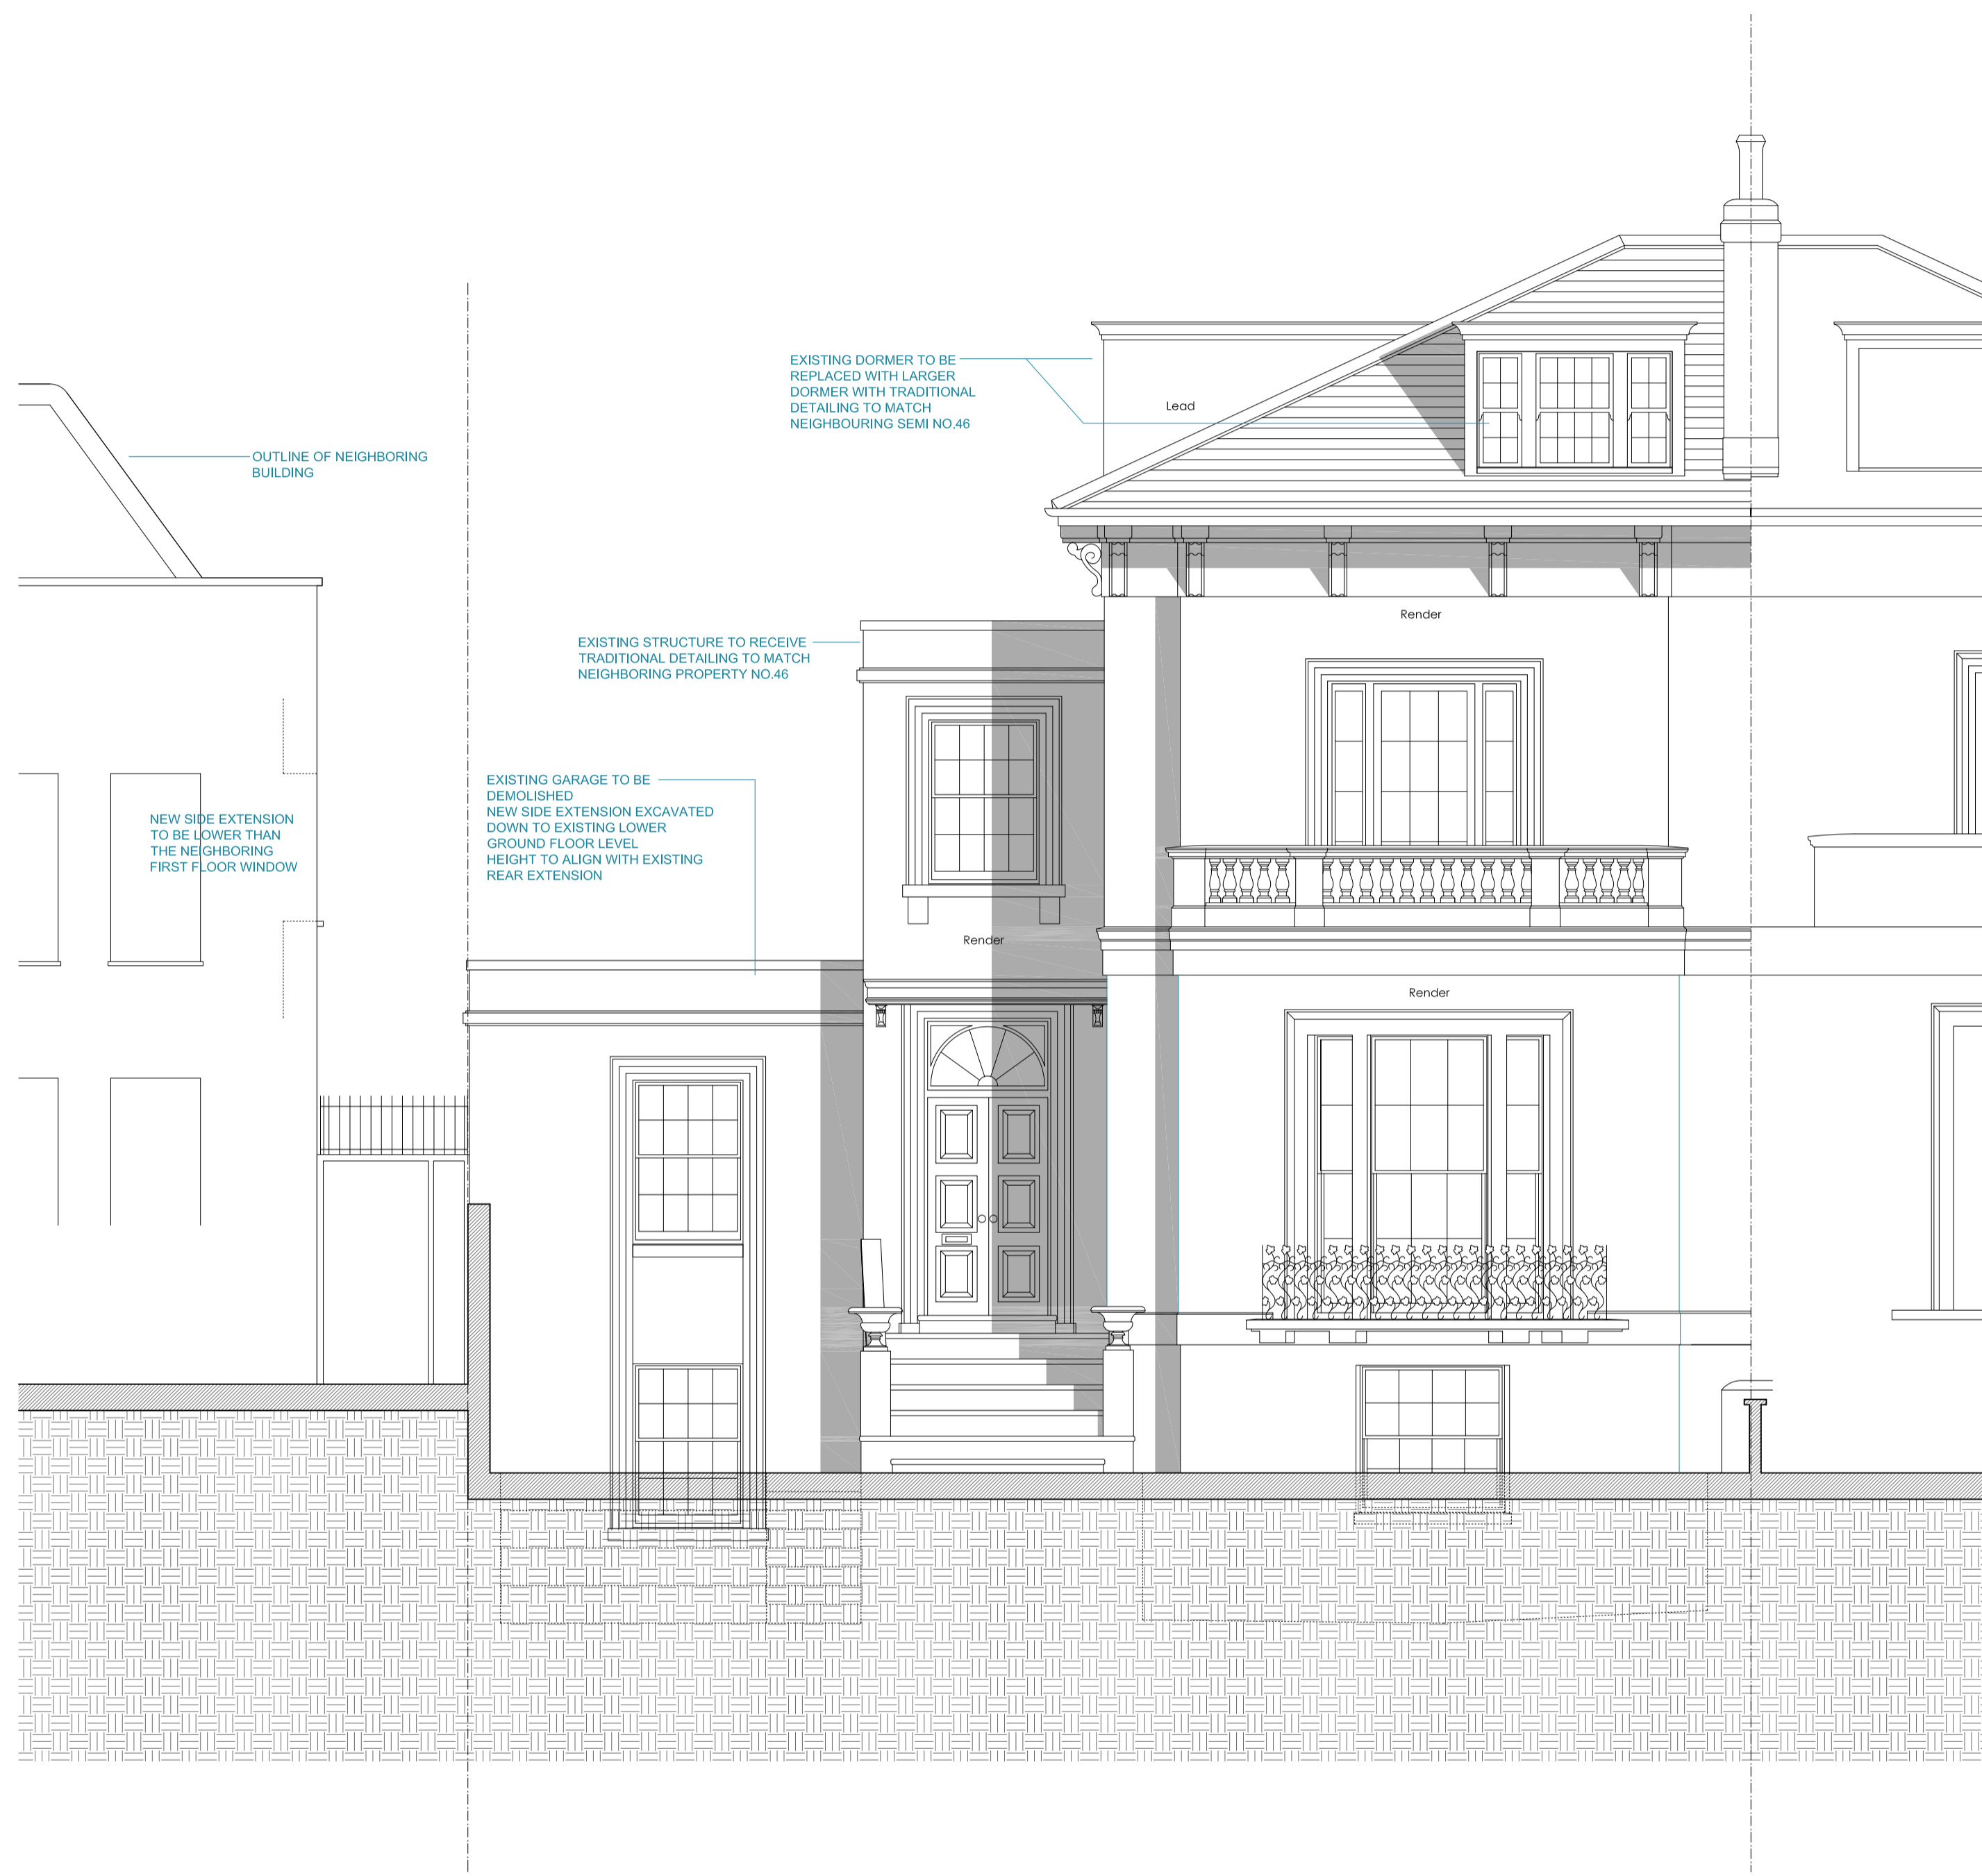 EXISTING DORMER TO BE
REPLACED WITH LARGER
DORMER WITH TRADITIONAL
DETAILING TO MATCH
NEIGHBOURING SEMI NO.46
Lead
OUTLINE OF NEIGHBORING
BUILDING
Render
EXISTING STRUCTURE TO RECEIVE
TRADITIONAL DETAILING TO MATCH
NEIGHBORING PROPERTY NO.46
EXISTING GARAGE TO BE
DEMOLISHED
NEW SIDE EXTENSION EXCAVATED
DOWN TO EXISTING LOWER
GROUND FLOOR LEVEL
HEIGHT TO ALIGN WITH EXISTING
REAR EXTENSION
NEW SIDE EXTENSION
TO BE LOWER THAN
THE NEIGHBORING
FIRST FLOOR WINDOW
Render
Render